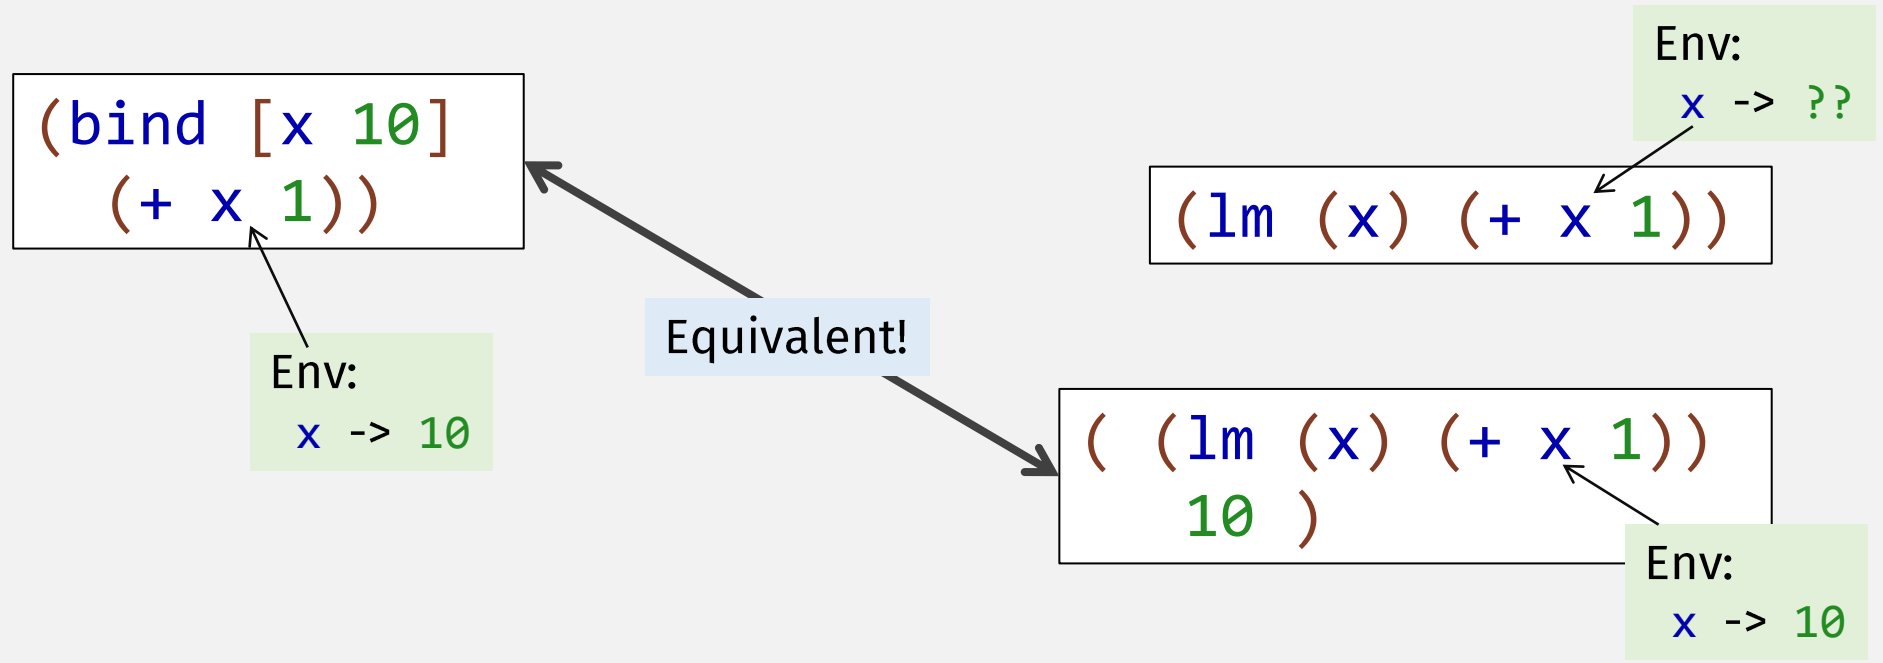 (bind [x 10]
  (+ x 1))
Env:
x -> 10
Equivalent!
Env:
x -> ??
(lm (x) (+ x 1))
( (lm (x) (+ x 1))
   10 )
Env:
x -> 10